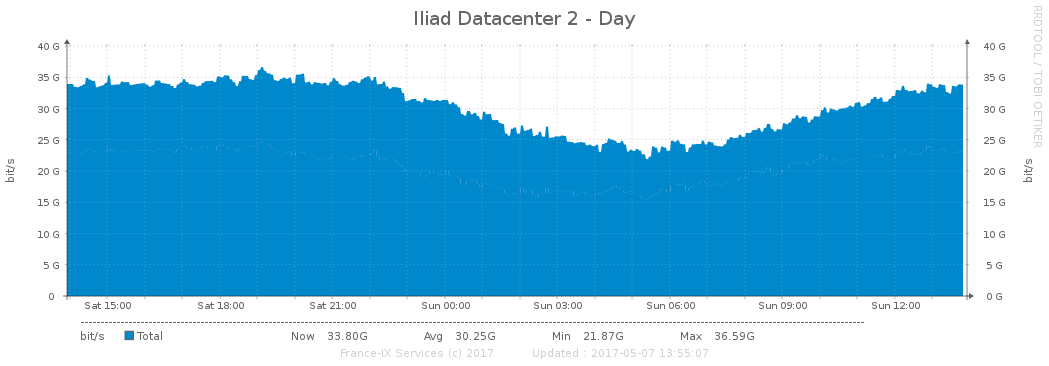 Iliad Datacenter 2 - Day
RRDTOOL / TOBI OETIKER
40 G 40 G
35 G 35 G
30 G 30 G
25 G 25 G
20 G 20 G
15 G 15 G
10 G 10 G
5 G 5 G
0 0 G
bit/s
bit/s
Sat 15:00 Sat 18:00 Sat 21:00 Sun 00:00 Sun 03:00 Sun 06:00 Sun 09:00 Sun 12:00
bit/s Total Now 33.80G Avg 30.25G Min 21.87G Max 36.59G
France-IX Services (c) 2017 Updated : 2017-05-07 13:55:07